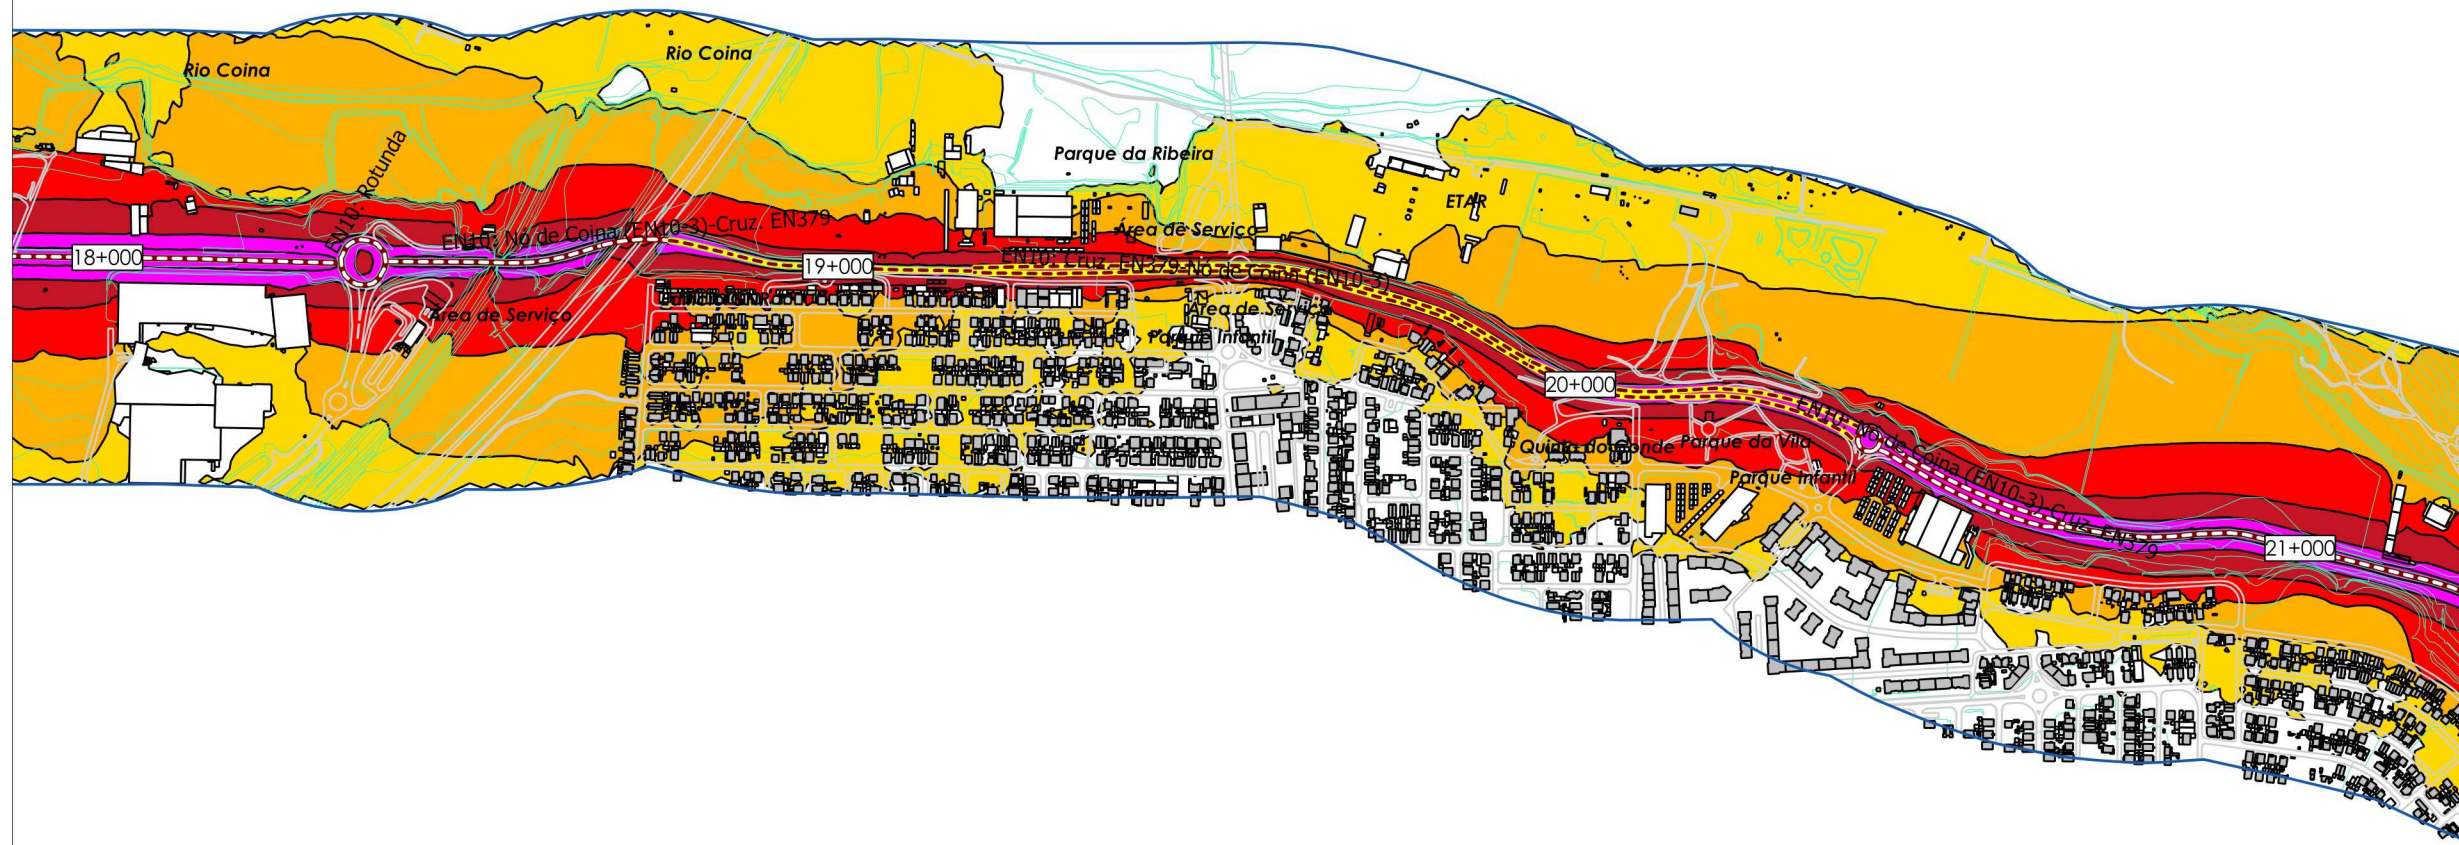 Rio Coina
Rio Coina
EN10: Rotunda
Parque da Ribeira
ETAR
EN10: Nó de Coina (EN10-3)-Cruz. EN379
Área de Serviço
18+000
19+000
EN10: Cruz. EN379-Nó de Coina (EN10-3)
Área de Serviço
Área de Serviço
Parque Infantil
20+000
EN10: Nó de Coina (EN10-3)-Cruz. EN379
Quinta do Conde
Parque da Vila
Parque Infantil
21+000